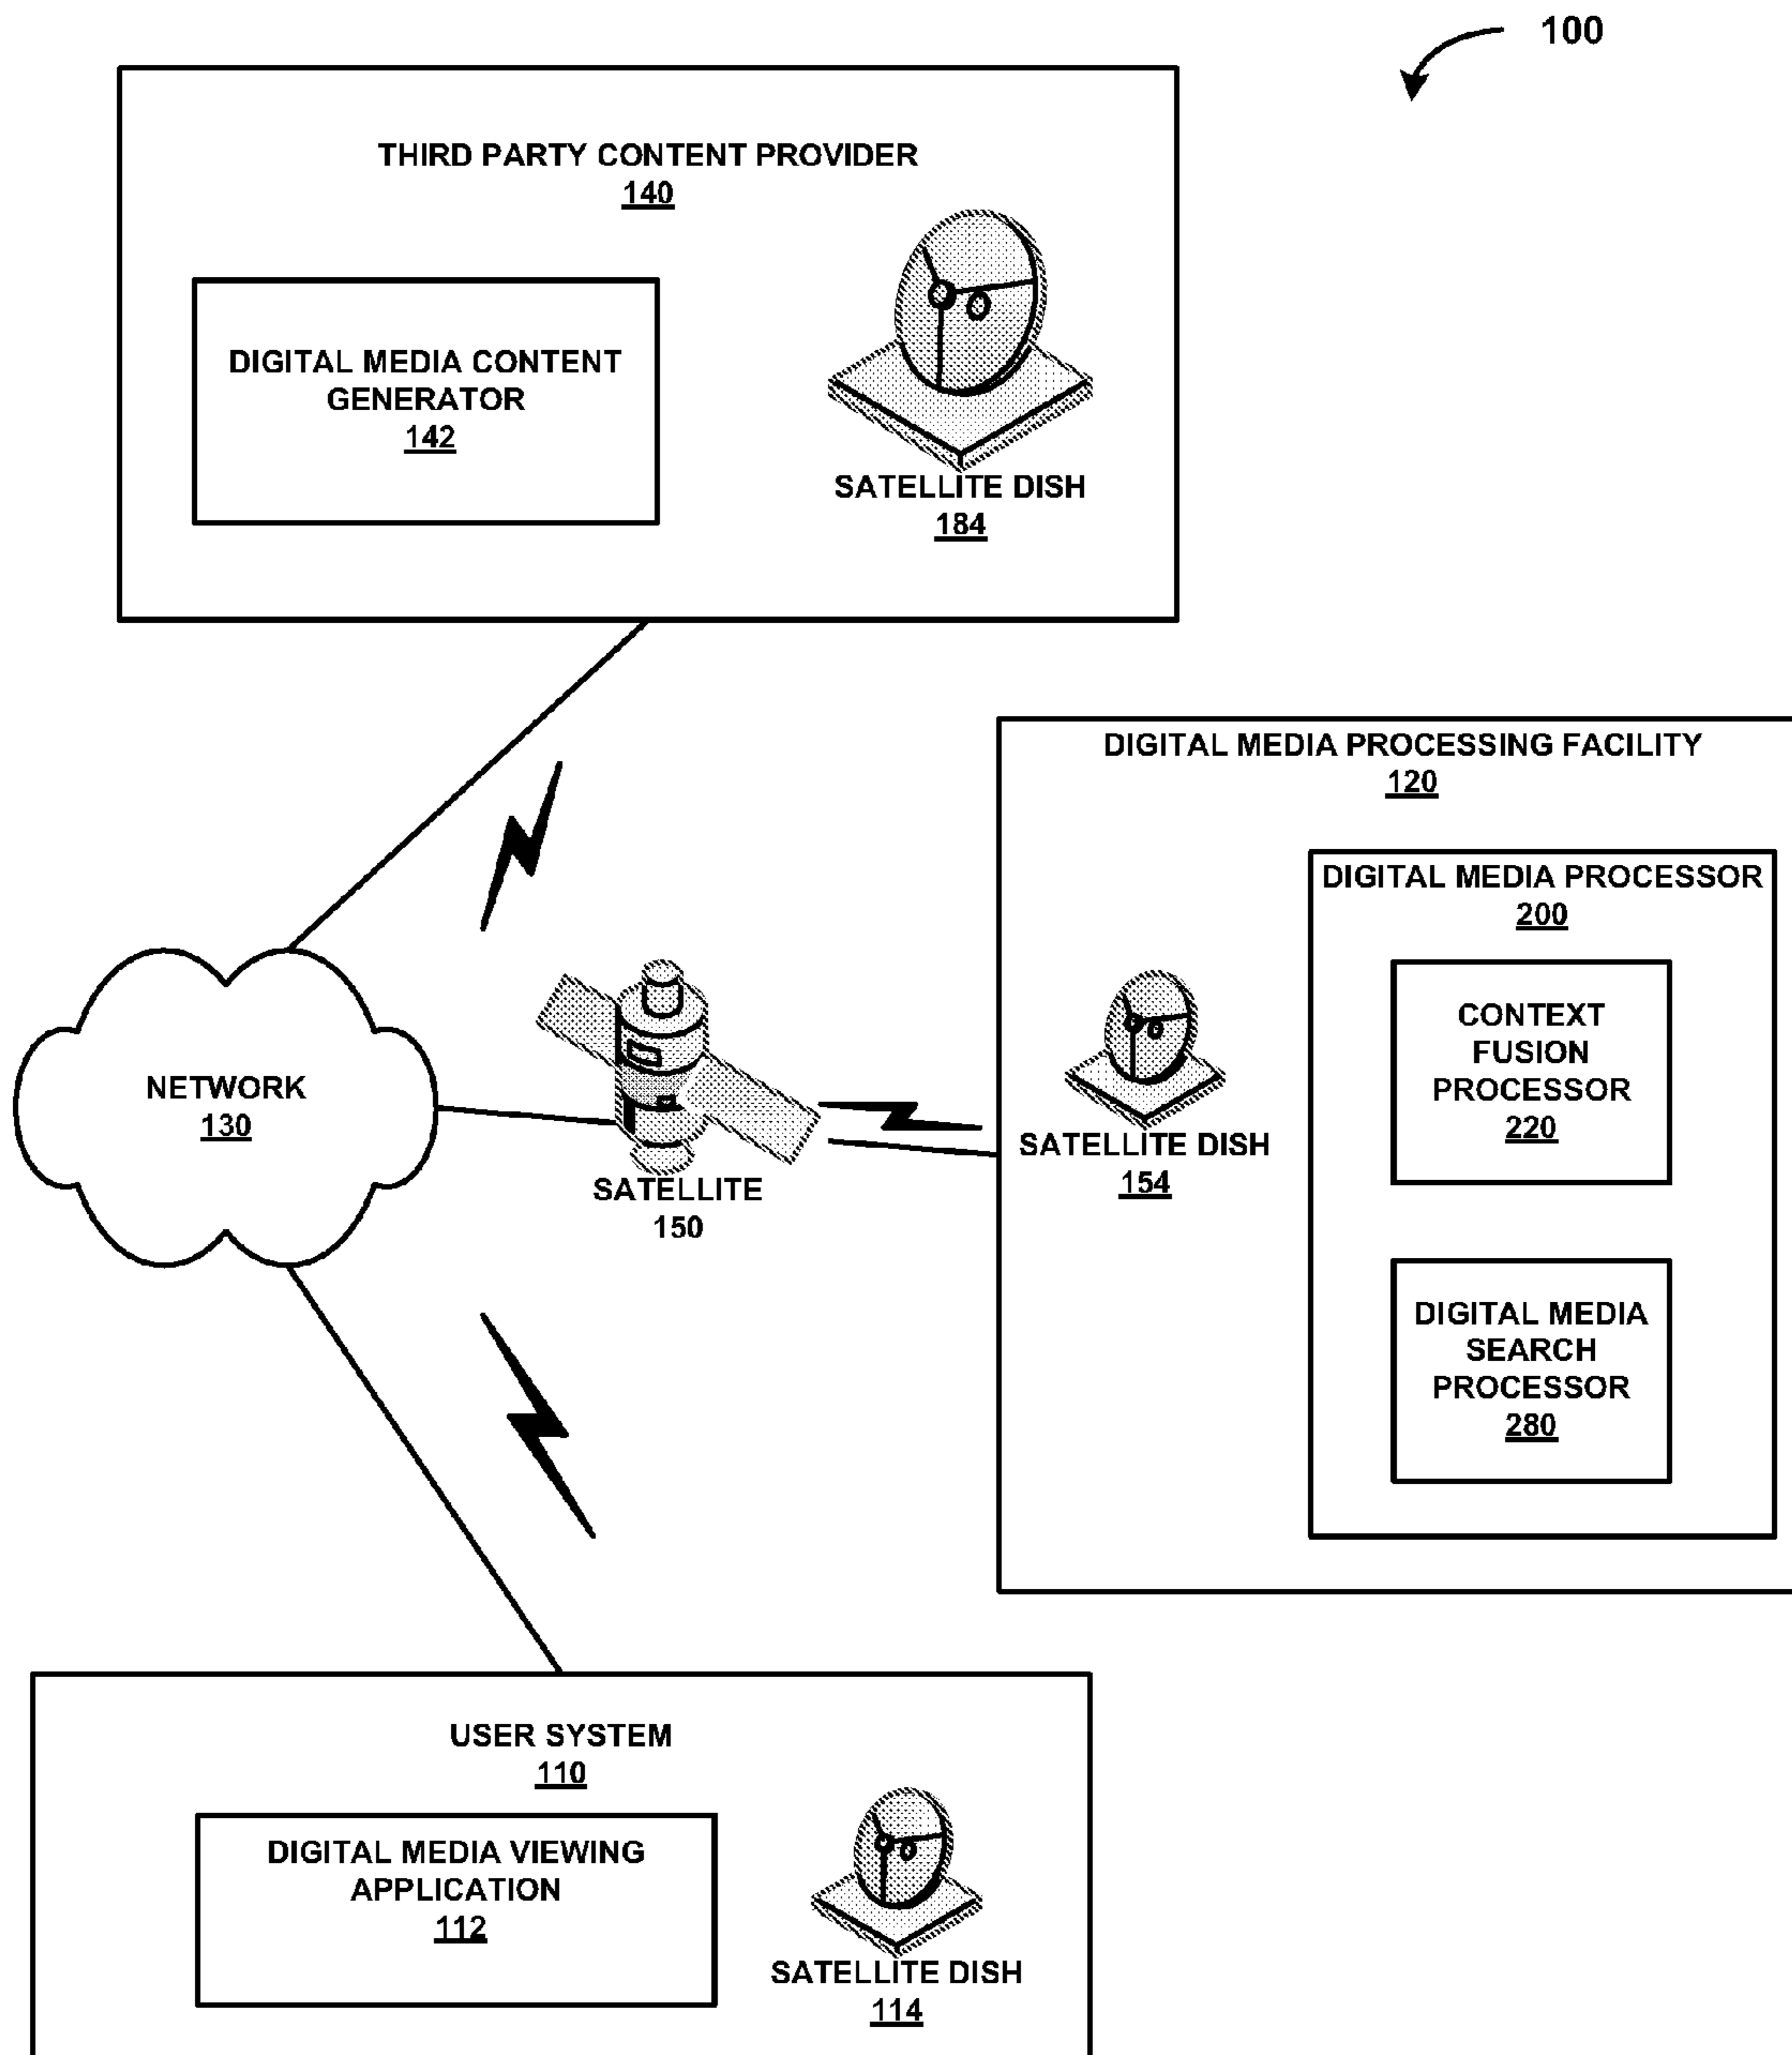 100
THIRD PARTY CONTENT PROVIDER
140
DIGITAL MEDIA CONTENT
GENERATOR
142
SATELLITE DISH
184
DIGITAL MEDIA PROCESSING FACILITY
120
DIGITAL MEDIA PROCESSOR
200
CONTEXT
FUSION
PROCESSOR
220
NETWORK
130
SATELLITE
150
SATELLITE DISH
154
DIGITAL MEDIA
SEARCH
PROCESSOR
280
USER SYSTEM
110
DIGITAL MEDIA VIEWING
APPLICATION
112
SATELLITE DISH
114